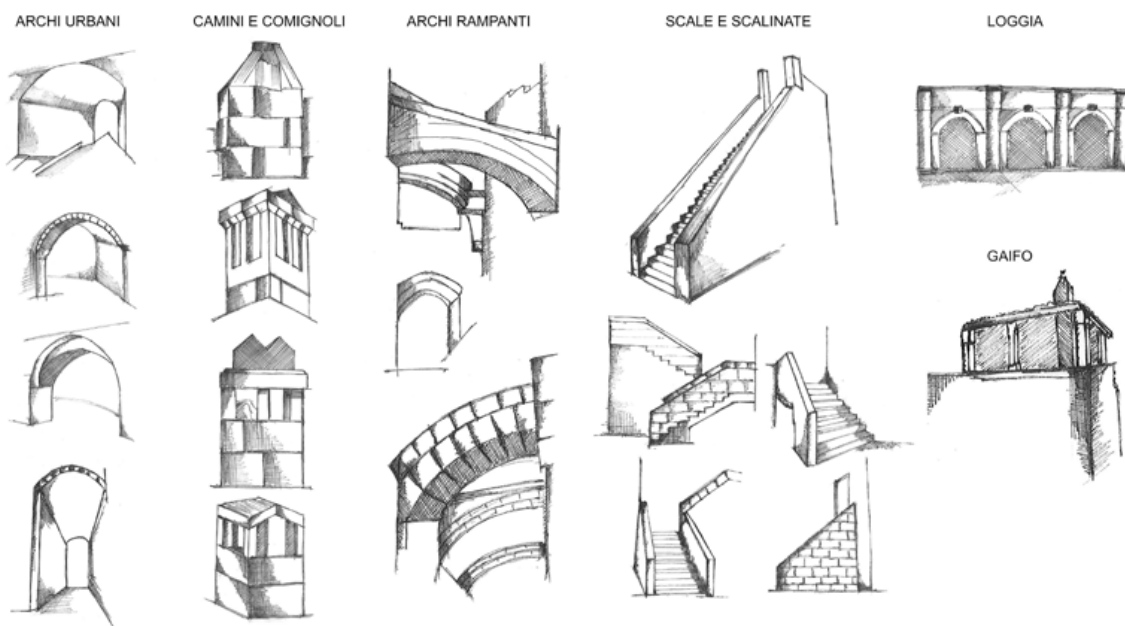 ARCHI URBANI
CAMINI E COMIGNOLI
ARCHI RAMPANTI
SCALE E SCALINATE
LOGGIA
GAIFO